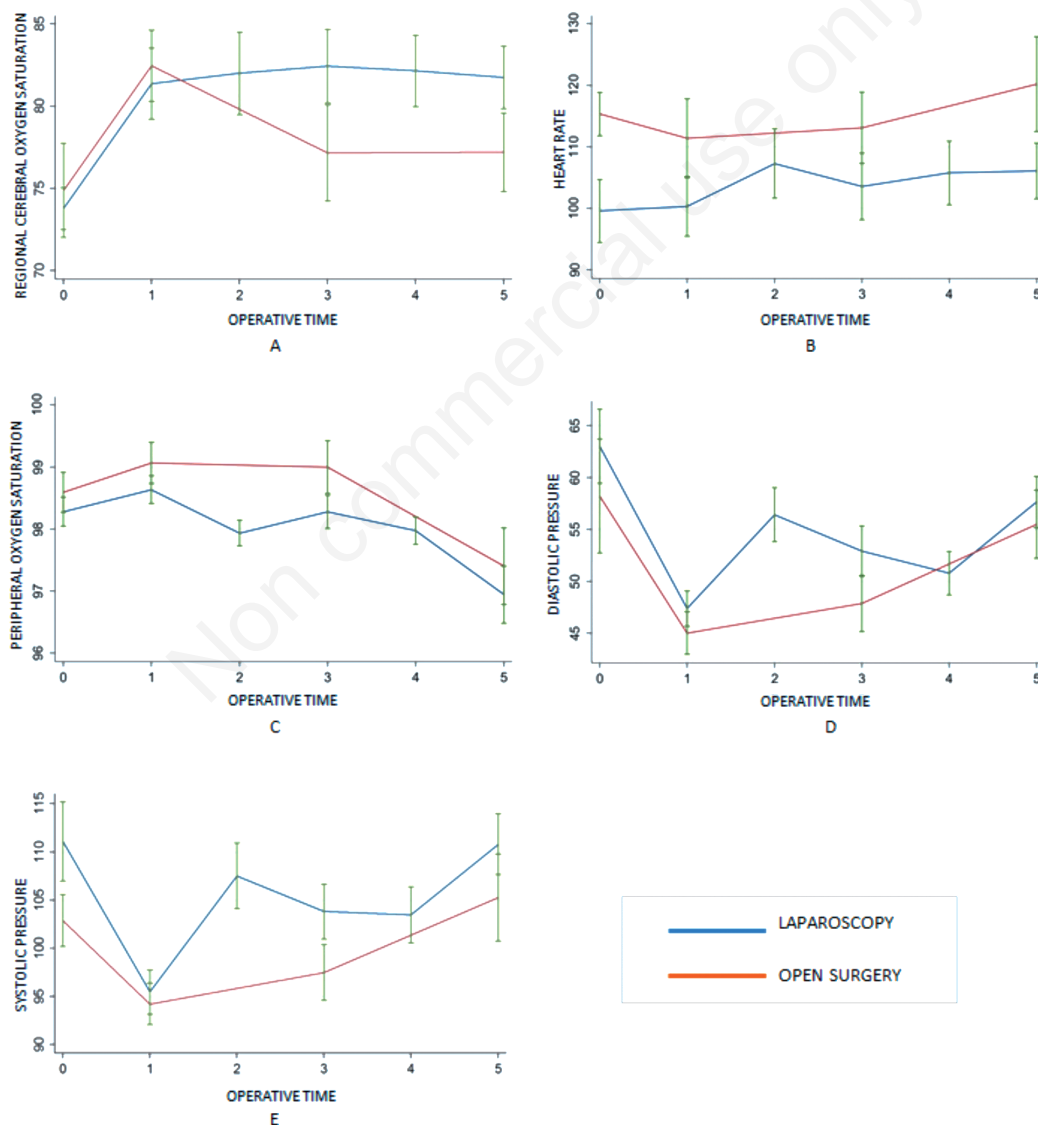 REGIONAL CEREBRAL OXYGEN SATURATION
85
80
75
70
0 1 2 3 4 5
OPERATIVE TIME
A
HEART RATE
130
120
110
100
90
0 1 2 3 4 5
OPERATIVE TIME
B
PERIPHERAL OXYGEN SATURATION
100
99
98
97
96
0 1 2 3 4 5
OPERATIVE TIME
C
DIASTOLIC PRESSURE
65
60
55
50
45
0 1 2 3 4 5
OPERATIVE TIME
D
SYSTOLIC PRESSURE
115
110
105
100
95
90
0 1 2 3 4 5
OPERATIVE TIME
E
LAPAROSCOPY
OPEN SURGERY
Non commercial use only